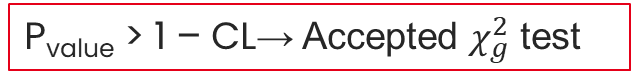 P_value > 1 – CL→ Accepted χ_g^2 test